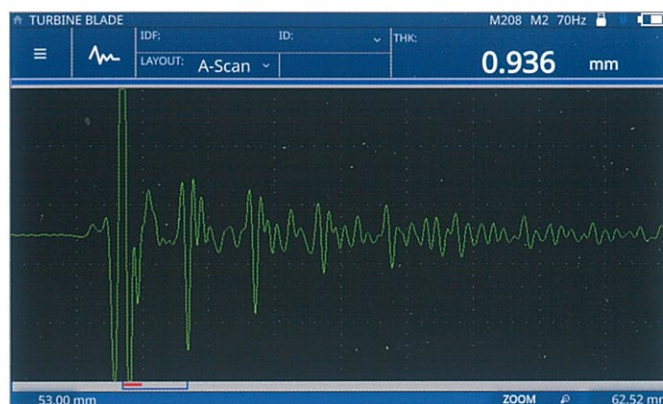 TURBINE BLADE M208 M2 70Hz
IDF: ID: THK:
LAYOUT: A-Scan 0.936 mm
53.00 mm ZOOM 62.52 mm